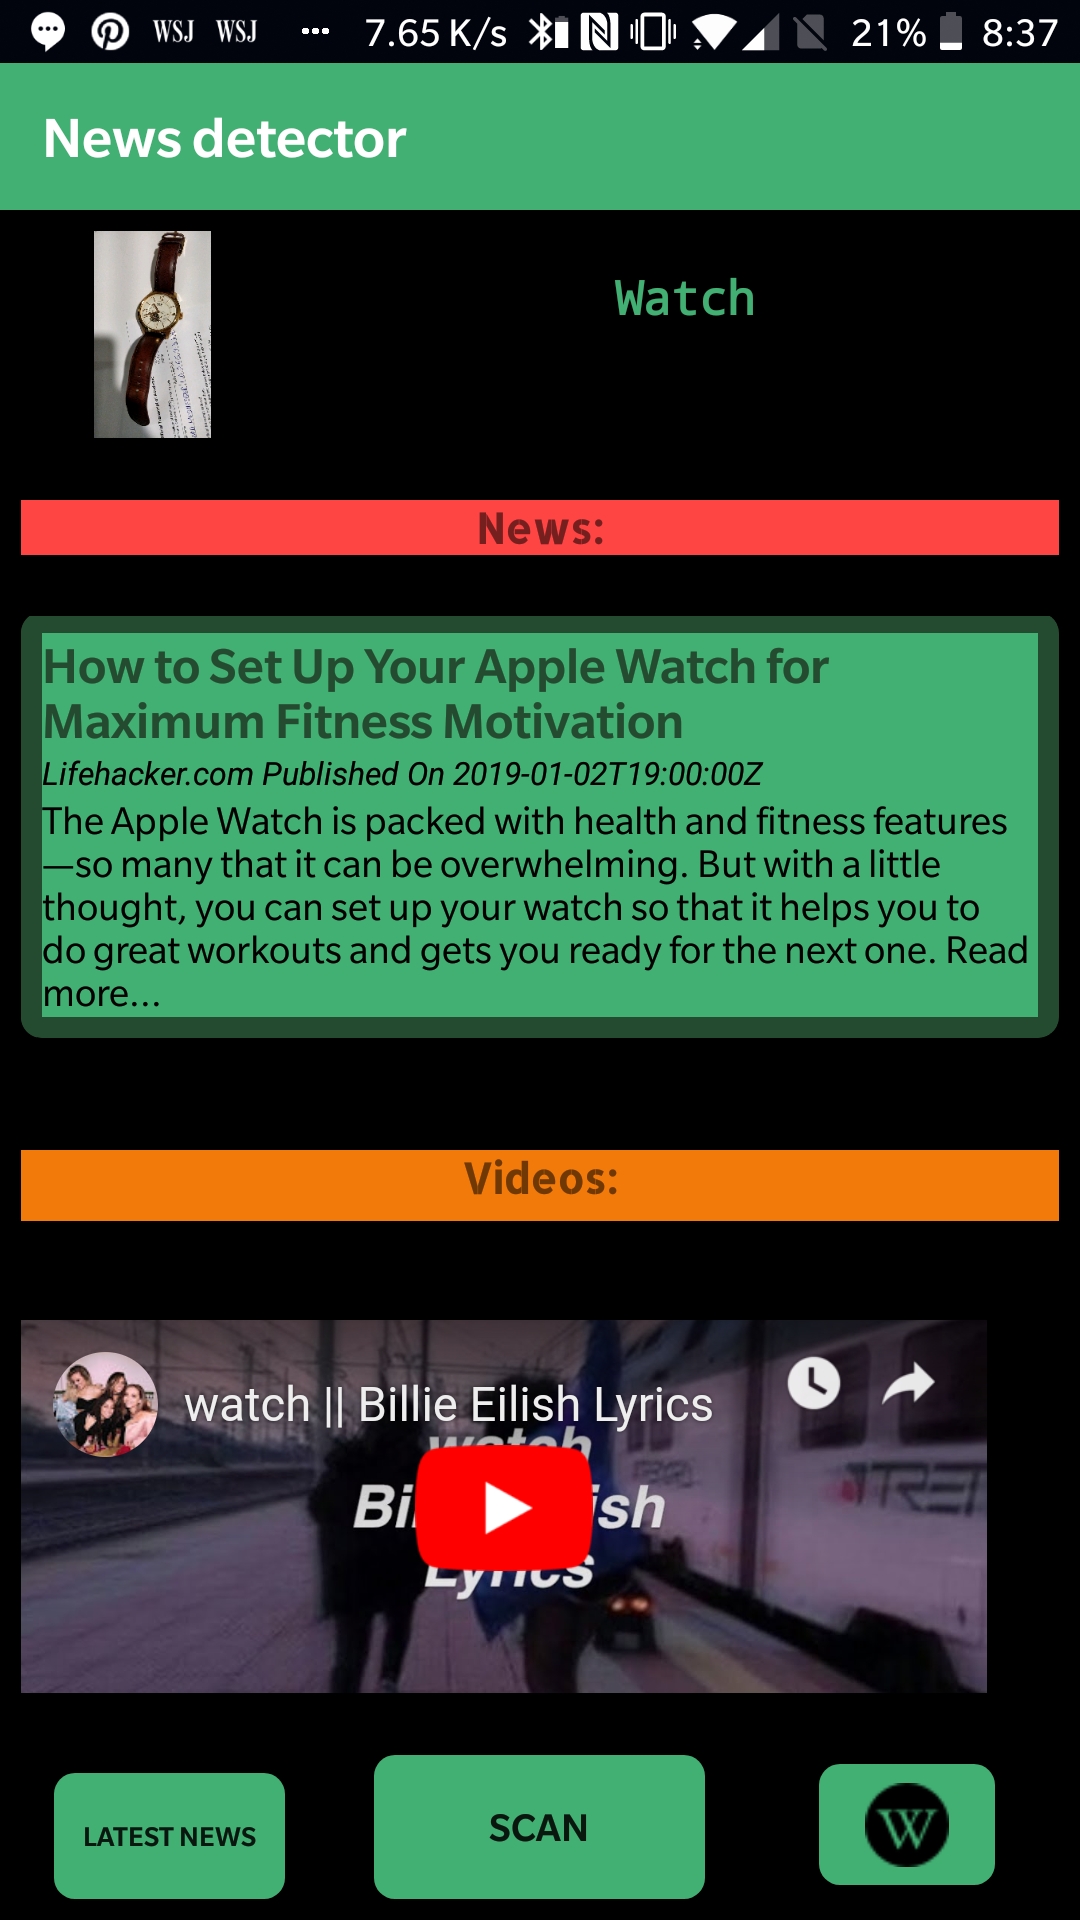 WSJ WSJ ... 7.65 K/s 21% 8:37
News detector
Watch
News:
How to Set Up Your Apple Watch for
Maximum Fitness Motivation
Lifehacker.com Published On 2019-01-02T19:00:00Z
The Apple Watch is packed with health and fitness features
—so many that it can be overwhelming. But with a little
thought, you can set up your watch so that it helps you to
do great workouts and gets you ready for the next one. Read
more...
Videos:
watch || Billie Eilish Lyrics
watch
Lyrics
LATEST NEWS
SCAN
W